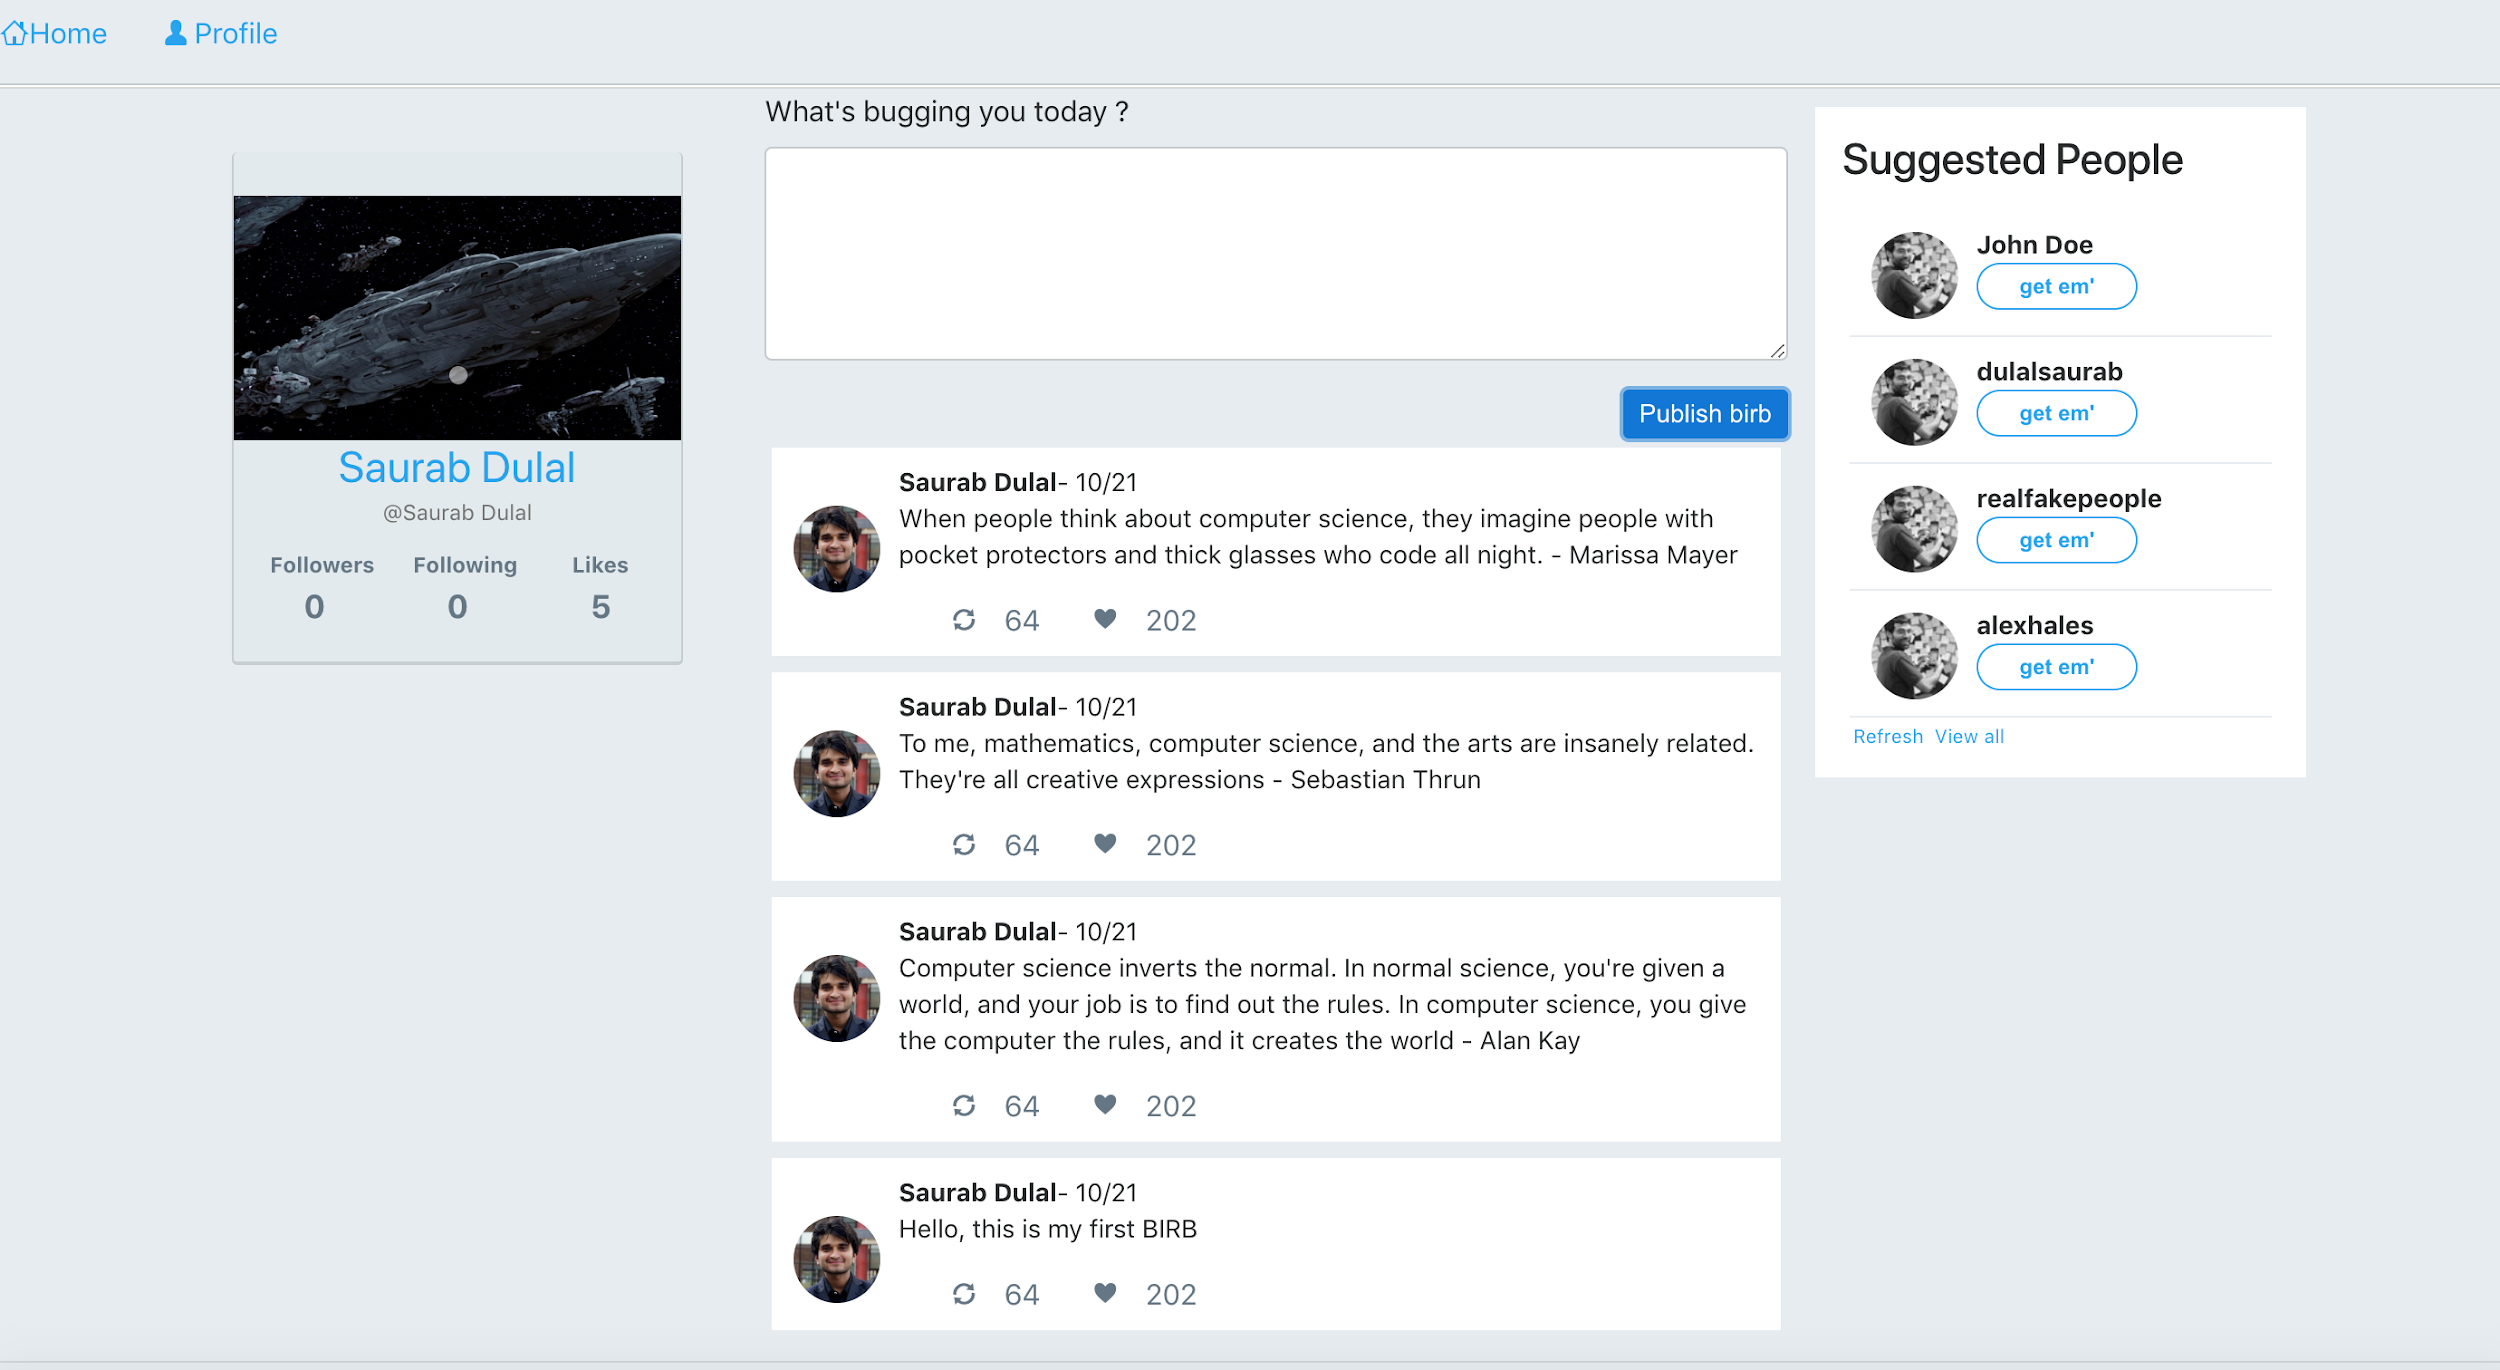 Home
Profile
What's bugging you today ?
Publish birb
Saurab Dulal
@Saurab Dulal
Followers Following Likes
0 0 5
Saurab Dulal- 10/21
When people think about computer science, they imagine people with
pocket protectors and thick glasses who code all night. - Marissa Mayer
64 202
Saurab Dulal- 10/21
To me, mathematics, computer science, and the arts are insanely related.
They're all creative expressions - Sebastian Thrun
64 202
Saurab Dulal- 10/21
Computer science inverts the normal. In normal science, you're given a
world, and your job is to find out the rules. In computer science, you give
the computer the rules, and it creates the world - Alan Kay
64 202
Saurab Dulal- 10/21
Hello, this is my first BIRB
64 202
Suggested People
John Doe
get em'
dulalsaurab
get em'
realfakepeople
get em'
alexhales
get em'
Refresh View all